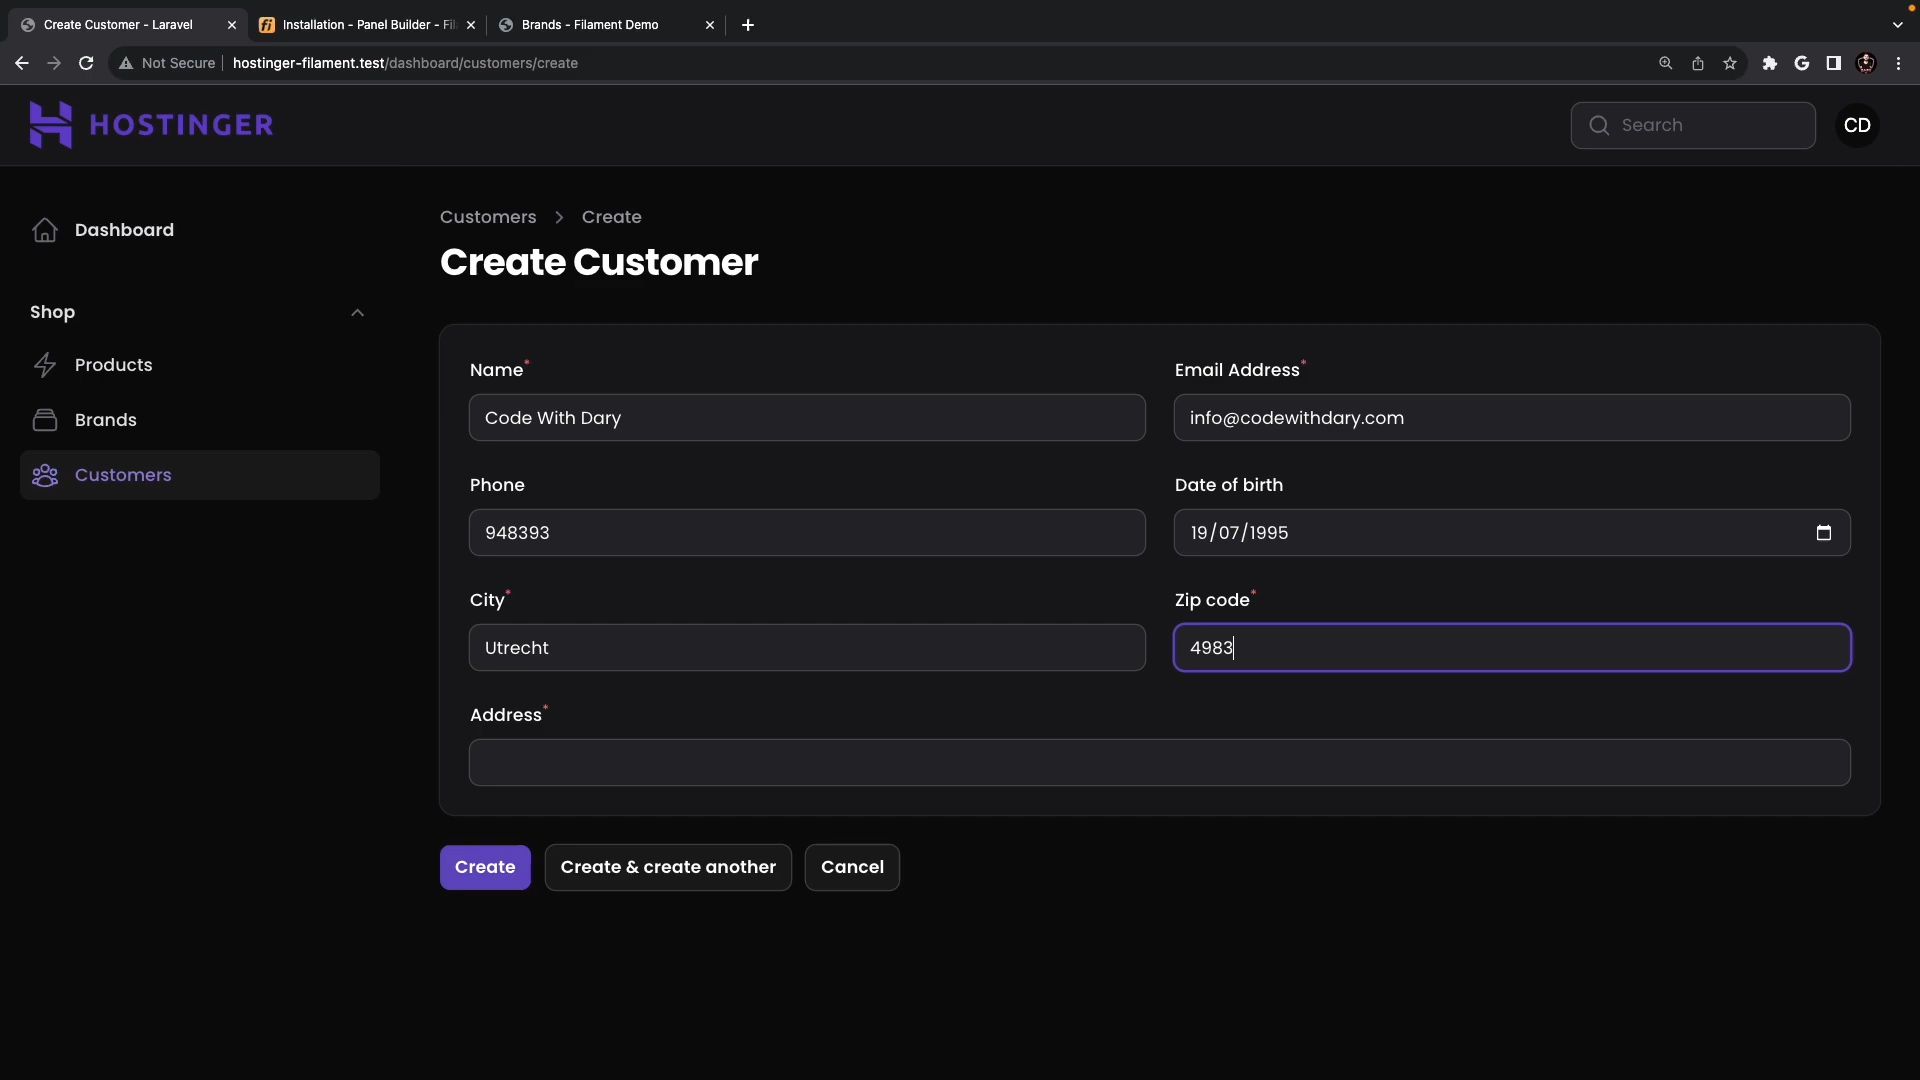 Create Customer - Laravel
Installation - Panel Builder - Fil
Brands - Filament Demo
Not Secure
hostinger-filament.test/dashboard/customers/create
HOSTINGER
Search
CD
Dashboard
Shop
Products
Brands
Customers
Customers > Create
Create Customer
Name*
Code With Dary
Email Address*
info@codewithdary.com
Phone
948393
Date of birth
19/07/1995
City*
Utrecht
Zip code*
4983
Address*
Create
Create & create another
Cancel